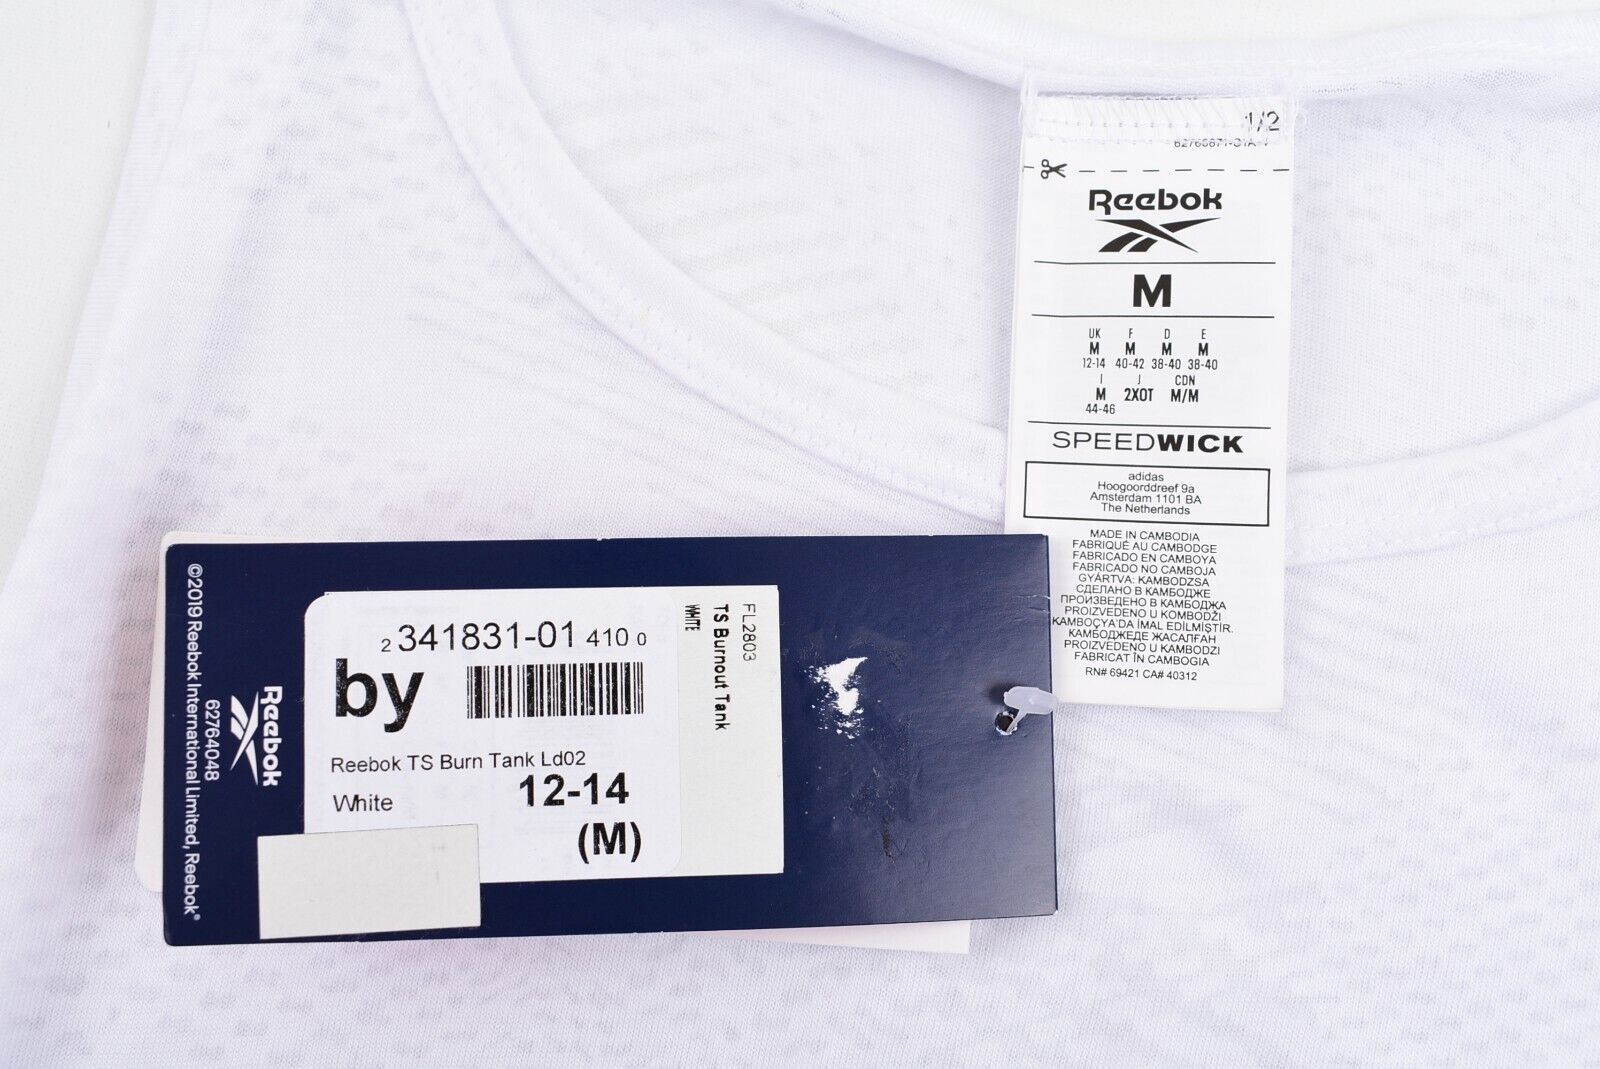 1/2
Reebok
M
UK F D E
M M M M
12-14 40-42 38-40 38-40
I J CDN
M 2XOT M/M
44-46
SPEEDWICK
adidas
Hoogoorddreef 9a
Amsterdam 1101 BA
The Netherlands
MADE IN CAMBODIA
FABRIQUÉ AU CAMBODGE
FABRICADO EN CAMBOYA
FABRICADO NO CAMBOJA
GYÁRTVA: KAMBODZSA
СДЕЛАНО В КАМБОДЖЕ
ПРОИЗВЕДЕНО В КАМБОДЖА
PROIZVEDENO U KOMBODŽI
KAMBOÇYA'DA İMAL EDİLMİŞTİR.
КАМБОДЖЕДЕ ЖАСАЛҒАН
PROIZVEDENO U KAMBODZI
FABRICAT ÎN CAMBOGIA
RN# 69421 CA# 40312
2 341831-01 410 0
by
Reebok TS Burn Tank Ld02
White 12-14
(M)
FL2803
TS Burnout Tank
WHITE
Reebok
62764048
©2019 Reebok International Limited, Reebok®